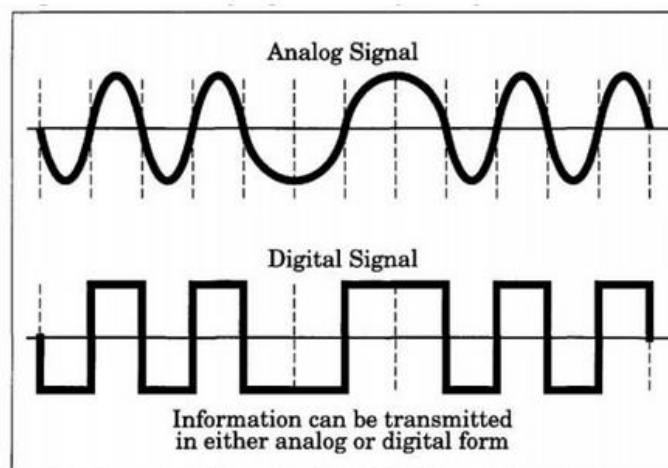 Analog Signal
Digital Signal
Information can be transmitted
in either analog or digital form